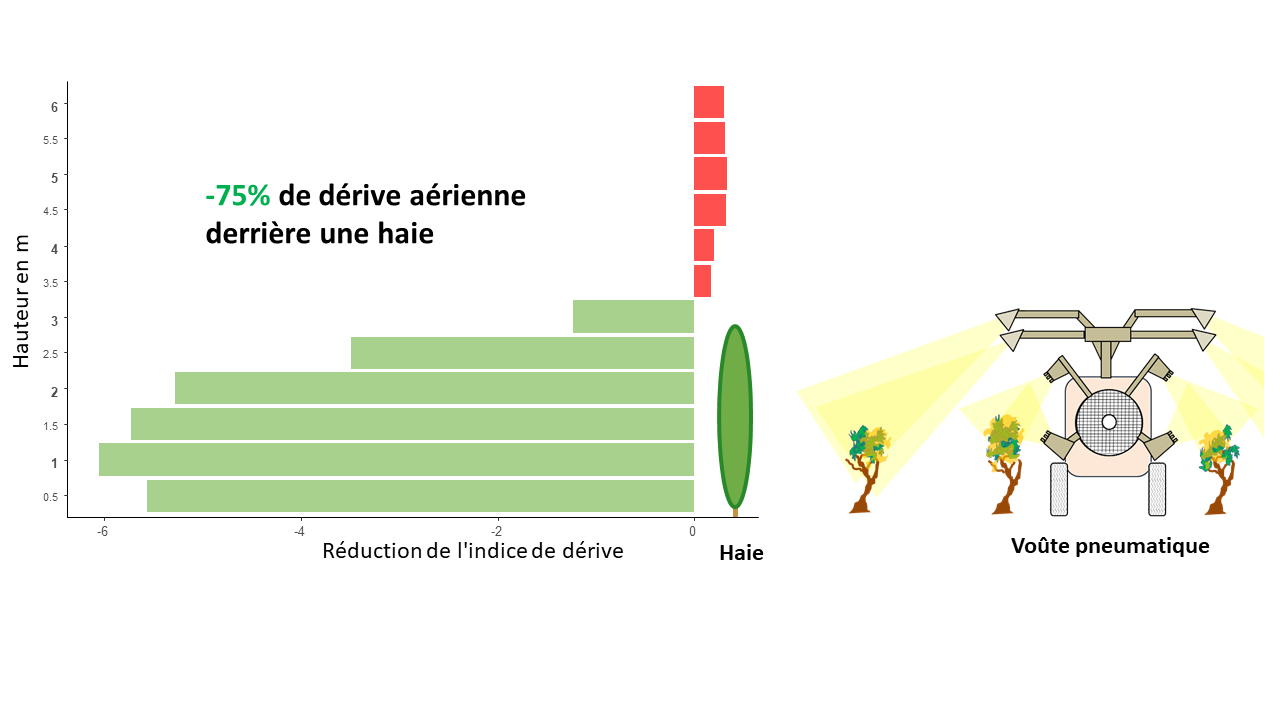 6
5.5
5
4.5
4
3.5
3
2.5
2
1.5
1
0.5
Hauteur en m
-75% de dérive aérienne
derrière une haie
-6
-4
-2
0
Réduction de l'indice de dérive
Haie
Voûte pneumatique